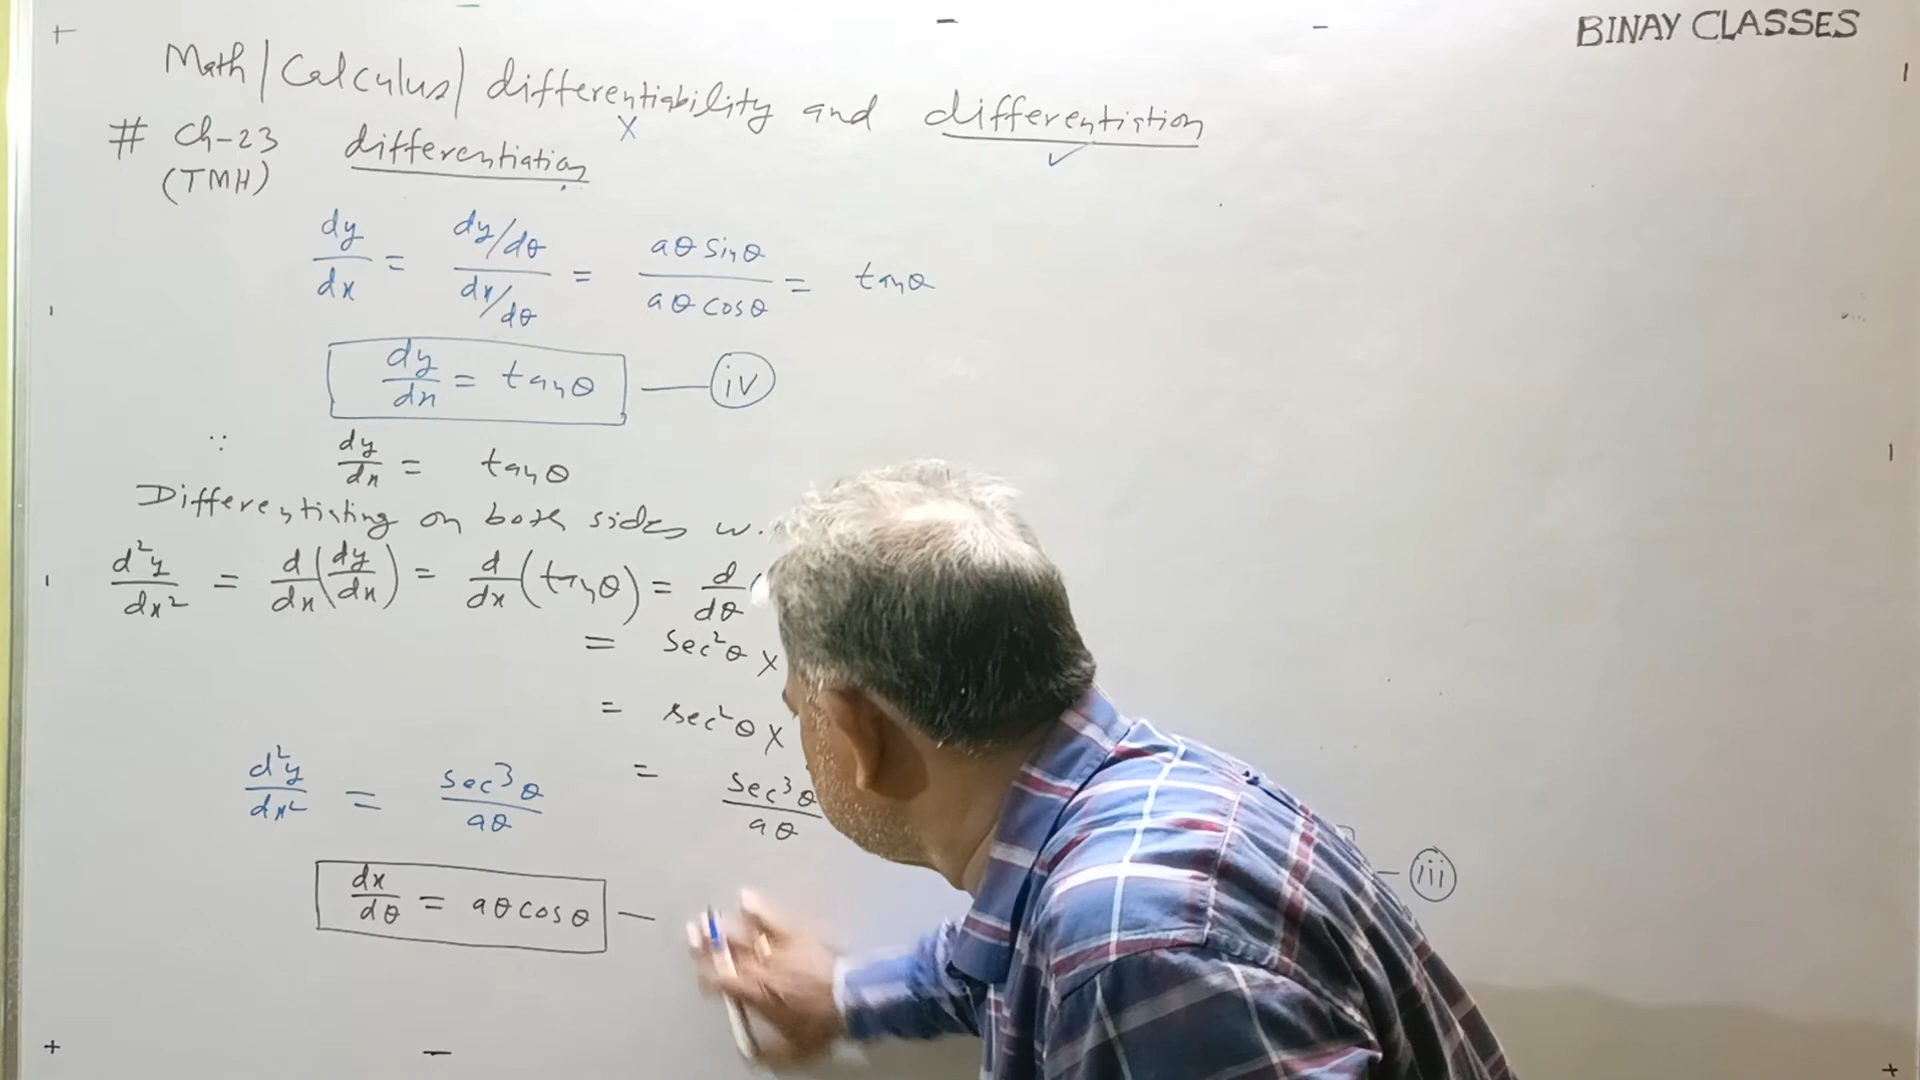 BINAY CLASSES
Math/Calculus/differentiability and differentiation
# Ch-23 differentiation
(TMH)
dy/dx = (dy/dθ)/(dx/dθ) = aθ sinθ/aθ cosθ = tanθ
dy/dx = tanθ — (iv)
∵ dy/dx = tanθ
Differentiating on both sides w.
d²y/dx² = d/dx(dy/dx) = d/dx(tanθ) = d/dθ(
= sec²θ ×
= sec²θ ×
= sec³θ/aθ
d²y/dx² = sec³θ/aθ
dx/dθ = aθ cosθ —
— (iii)